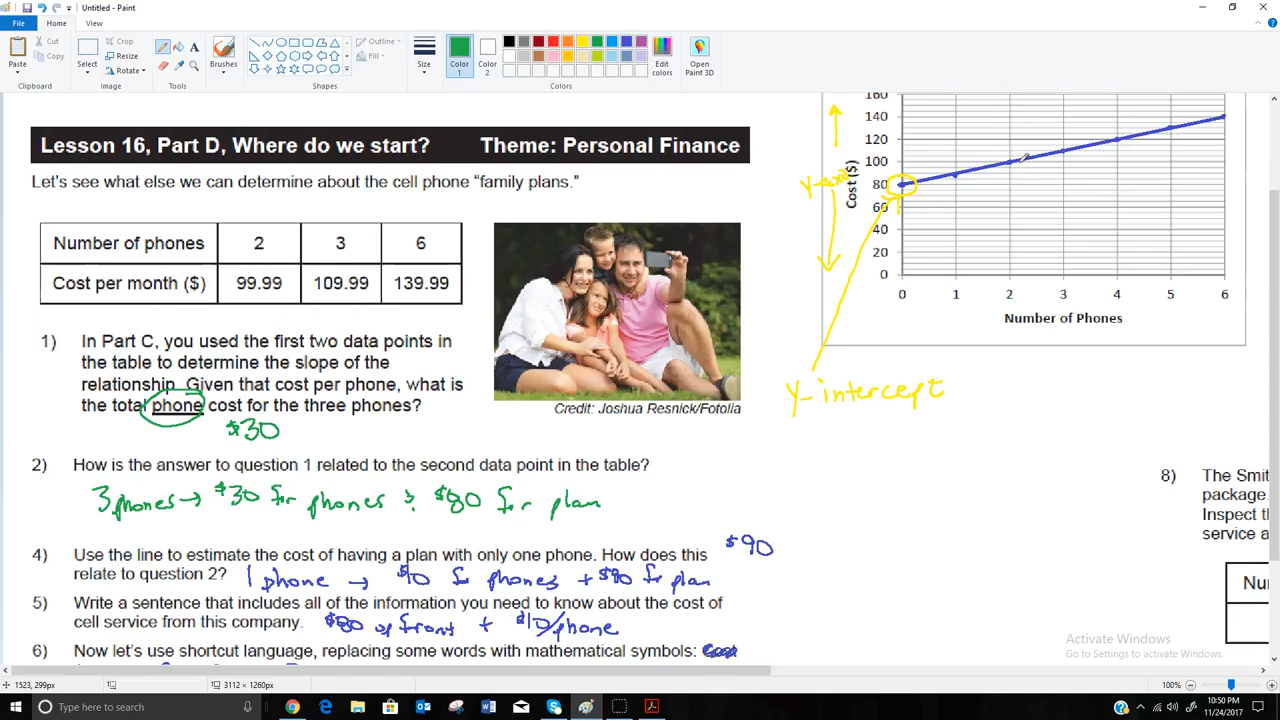 Untitled - Paint
File Home View
Paste
Cut
Copy
Clipboard
Select
Crop
Resize
Rotate
Image
A
Tools
Brushes
Shapes
Outline
Fill
Size
Color 1
Color 2
Colors
Edit colors
Open Paint 3D
Lesson 16, Part D, Where do we start? Theme: Personal Finance
Let's see what else we can determine about the cell phone “family plans.”
Number of phones 2 3 6
Cost per month ($) 99.99 109.99 139.99
Credit: Joshua Resnick/Fotolia
1) In Part C, you used the first two data points in
the table to determine the slope of the
relationship. Given that cost per phone, what is
the total phone cost for the three phones?
$30
2) How is the answer to question 1 related to the second data point in the table?
3 phones → $30 for phones & $80 for plan
4) Use the line to estimate the cost of having a plan with only one phone. How does this
relate to question 2?
$90
1 phone → $10 for phones + $80 for plan
5) Write a sentence that includes all of the information you need to know about the cost of
cell service from this company.
$80 up front + $10/phone
6) Now let's use shortcut language, replacing some words with mathematical symbols:
160
140
120
100
80
60
40
20
0
Cost ($)
0 1 2 3 4 5 6
Number of Phones
y-axis
y-intercept
8) The Smit
package.
Inspect th
service a
Nu
Activate Windows
Go to Settings to activate Windows.
1523, 299px
3112 × 1260px
100%
Type here to search
10:50 PM
11/24/2017